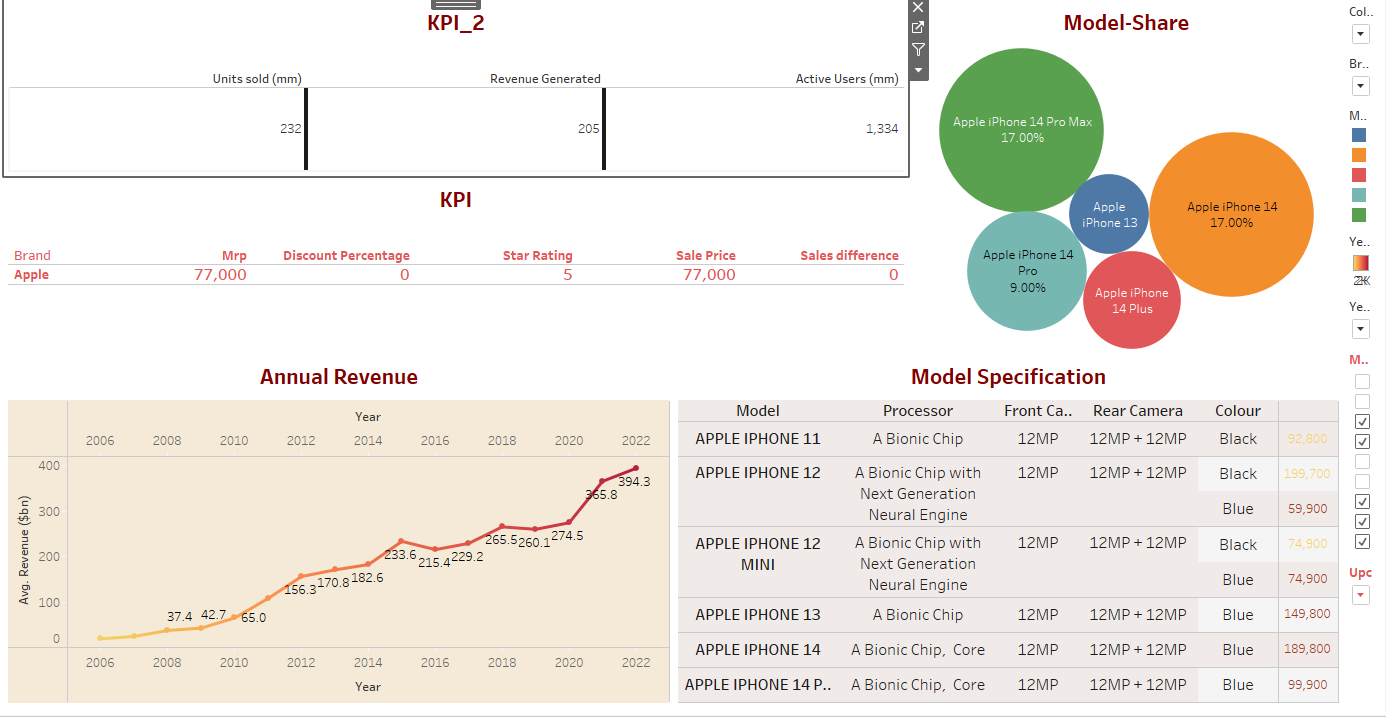 KPI_2
Units sold (mm) Revenue Generated Active Users (mm)
232 205 1,334
KPI
Brand Mrp Discount Percentage Star Rating Sale Price Sales difference
Apple 77,000 0 5 77,000 0
Model-Share
Apple iPhone 14 Pro Max
17.00%
Apple
iPhone 13
Apple iPhone 14
17.00%
Apple iPhone 14
Pro
9.00%
Apple iPhone
14 Plus
Annual Revenue
Year
2006 2008 2010 2012 2014 2016 2018 2020 2022
Avg. Revenue ($bn)
400
300
200
100
0
37.4 42.7 65.0 156.3 170.8 182.6 233.6 215.4 229.2 265.5 260.1 274.5 365.8 394.3
2006 2008 2010 2012 2014 2016 2018 2020 2022
Year
Model Specification
Model Processor Front Ca.. Rear Camera Colour
APPLE IPHONE 11 A Bionic Chip 12MP 12MP + 12MP Black 92,800
APPLE IPHONE 12 A Bionic Chip with 12MP 12MP + 12MP Black 199,700
Next Generation
Neural Engine Blue 59,900
APPLE IPHONE 12 A Bionic Chip with 12MP 12MP + 12MP Black 74,900
MINI Next Generation
Neural Engine Blue 74,900
APPLE IPHONE 13 A Bionic Chip 12MP 12MP + 12MP Blue 149,800
APPLE IPHONE 14 A Bionic Chip, Core 12MP 12MP + 12MP Blue 189,800
APPLE IPHONE 14 P.. A Bionic Chip, Core 12MP 12MP + 12MP Blue 99,900
Col..
Br..
M..
Ye..
Ye..
M..
Upc